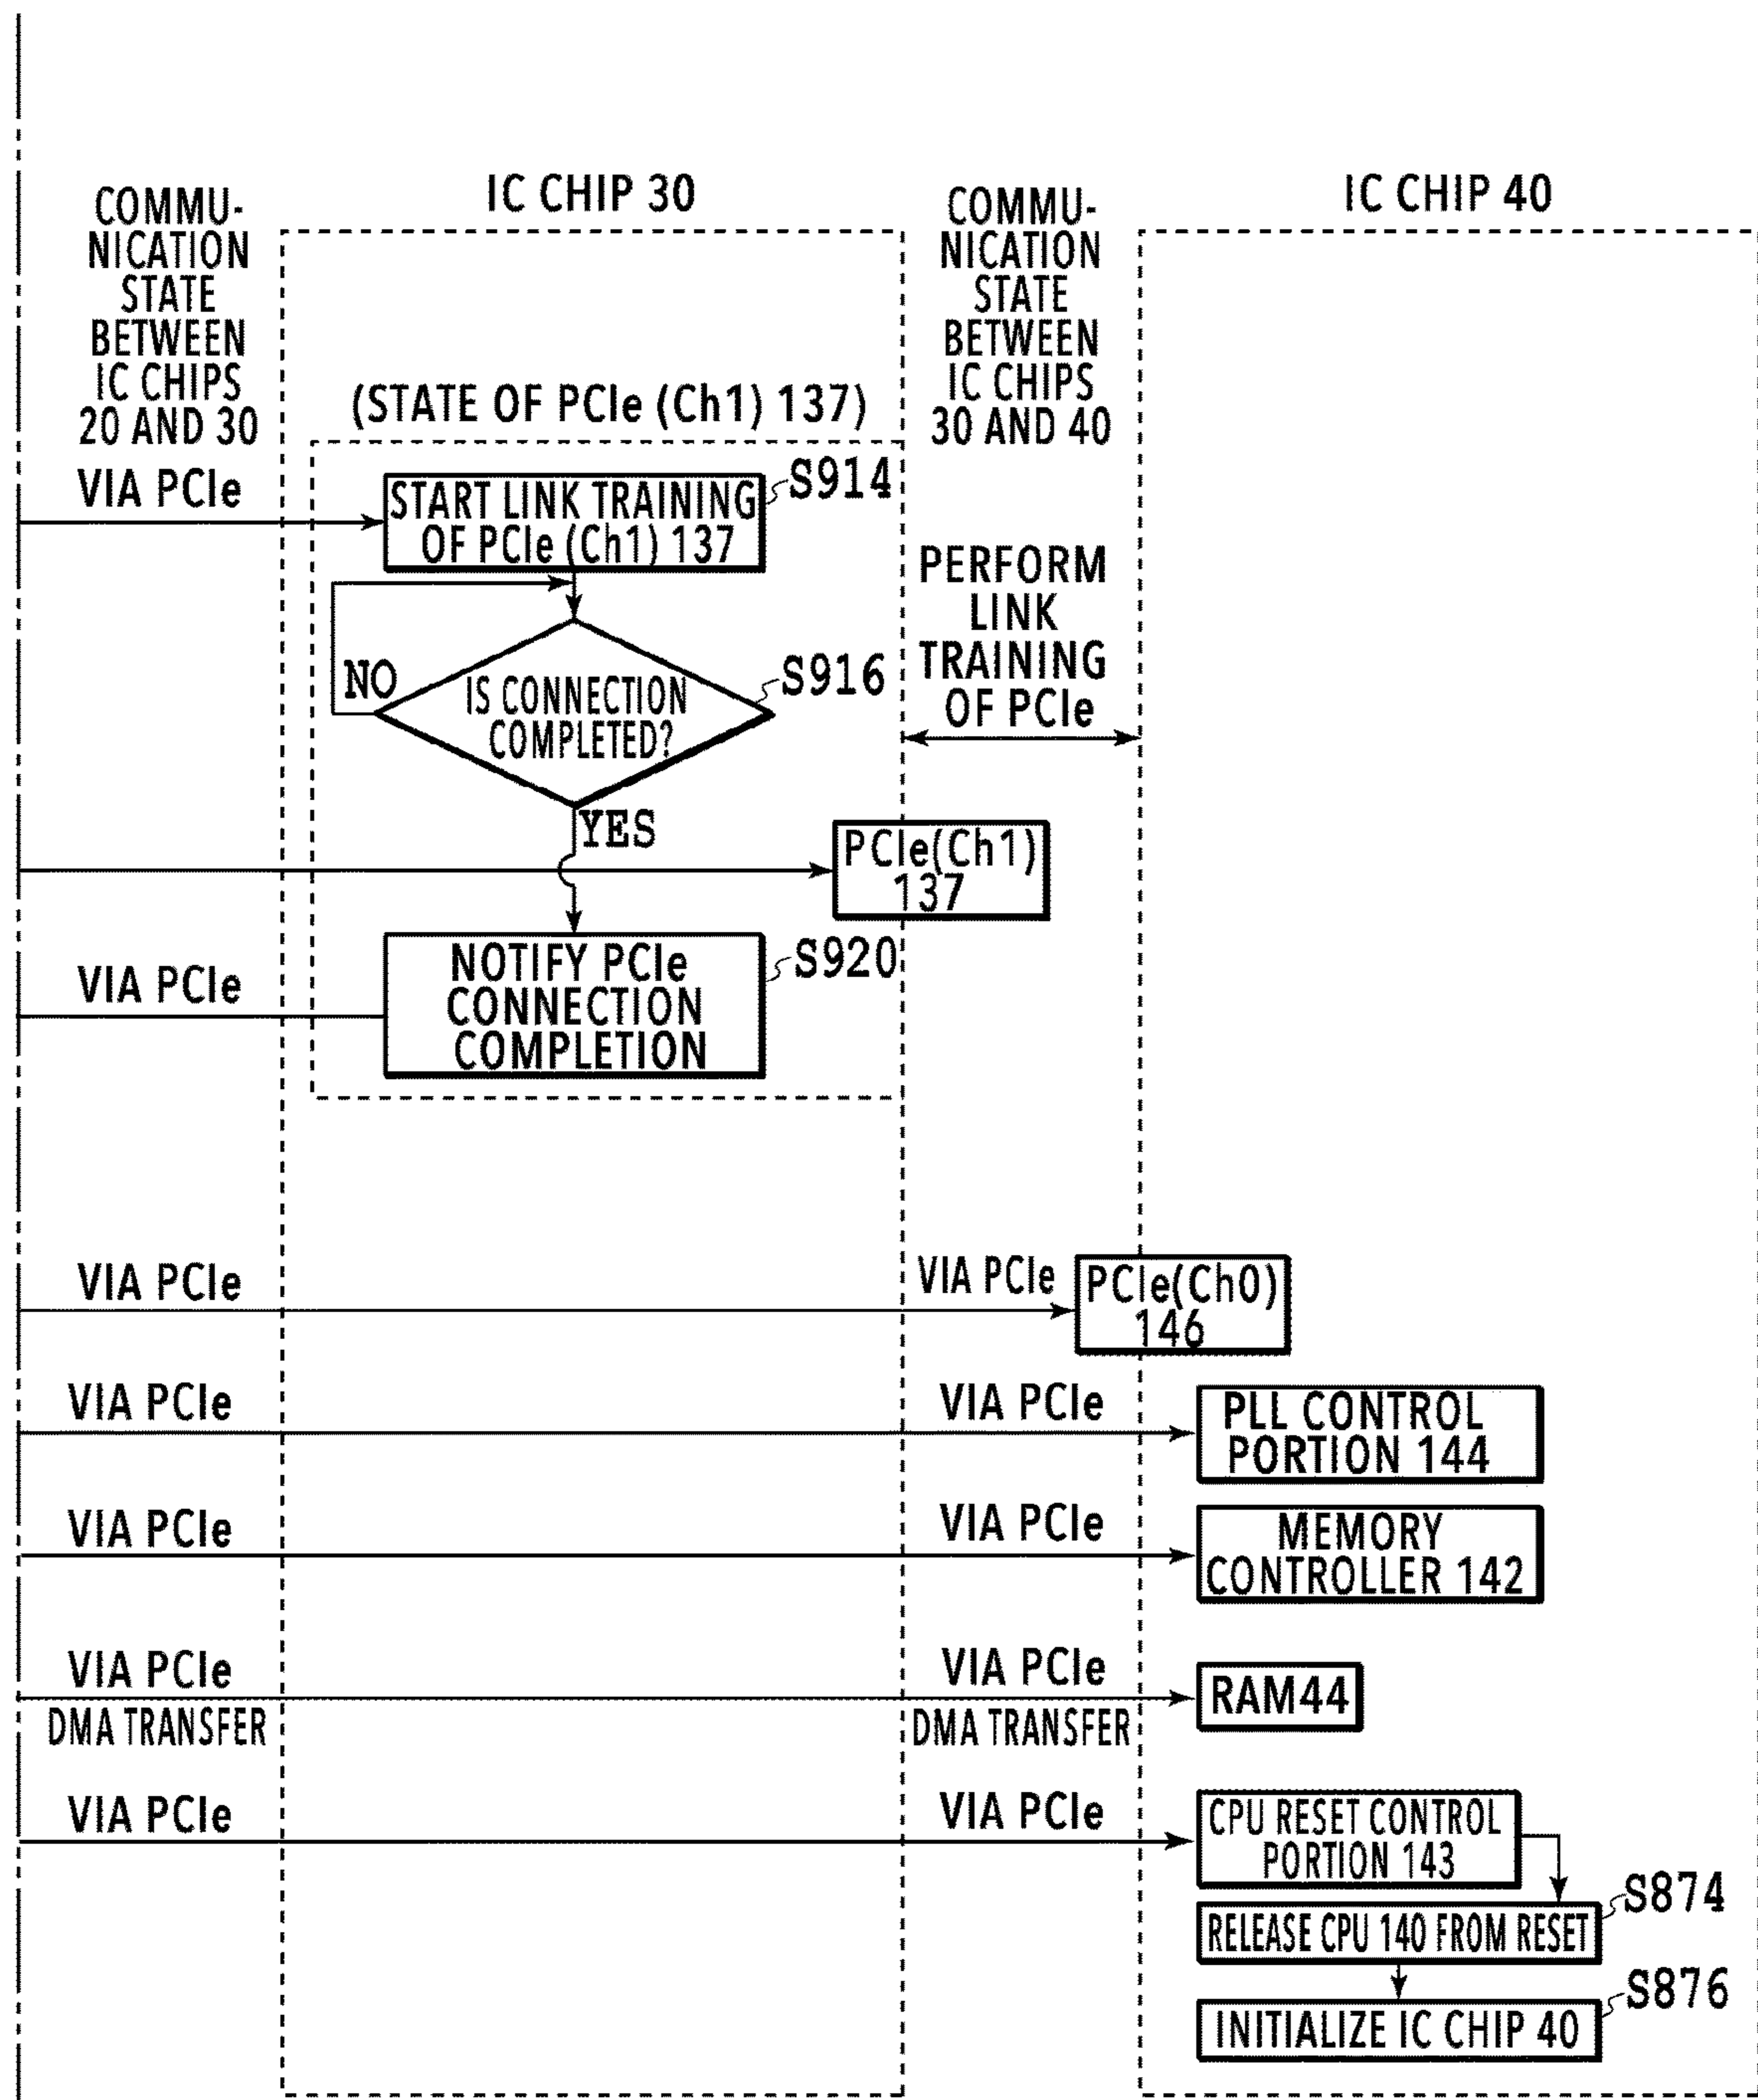 COMMU-
NICATION
STATE
BETWEEN
IC CHIPS
20 AND 30
IC CHIP 30
COMMU-
NICATION
STATE
BETWEEN
IC CHIPS
30 AND 40
IC CHIP 40
(STATE OF PCIe (Ch1) 137)
VIA PCIe
START LINK TRAINING
OF PCIe (Ch1) 137
S914
PERFORM
LINK
TRAINING
OF PCIe
NO
IS CONNECTION
COMPLETED?
S916
YES
PCIe(Ch1)
137
VIA PCIe
NOTIFY PCIe
CONNECTION
COMPLETION
S920
VIA PCIe
VIA PCIe
PCIe(Ch0)
146
VIA PCIe
VIA PCIe
PLL CONTROL
PORTION 144
VIA PCIe
VIA PCIe
MEMORY
CONTROLLER 142
VIA PCIe
DMA TRANSFER
VIA PCIe
DMA TRANSFER
RAM44
VIA PCIe
VIA PCIe
CPU RESET CONTROL
PORTION 143
S874
RELEASE CPU 140 FROM RESET
S876
INITIALIZE IC CHIP 40